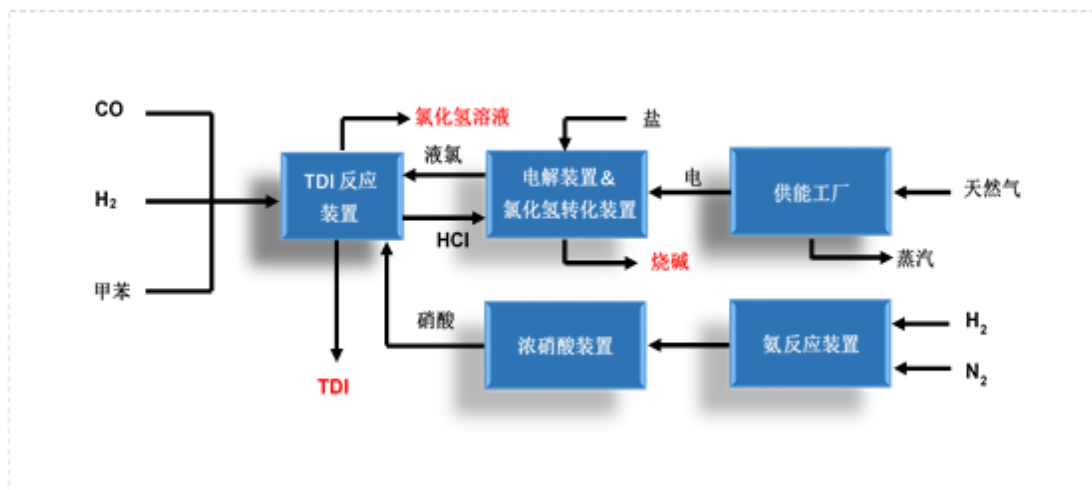 CO
氯化氢溶液
盐
液氯
TDI 反应
装置
电解装置＆
氯化氢转化装置
电
供能工厂
天然气
H₂
HCl
烧碱
蒸汽
甲苯
硝酸
浓硝酸装置
氨反应装置
H₂
N₂
TDI